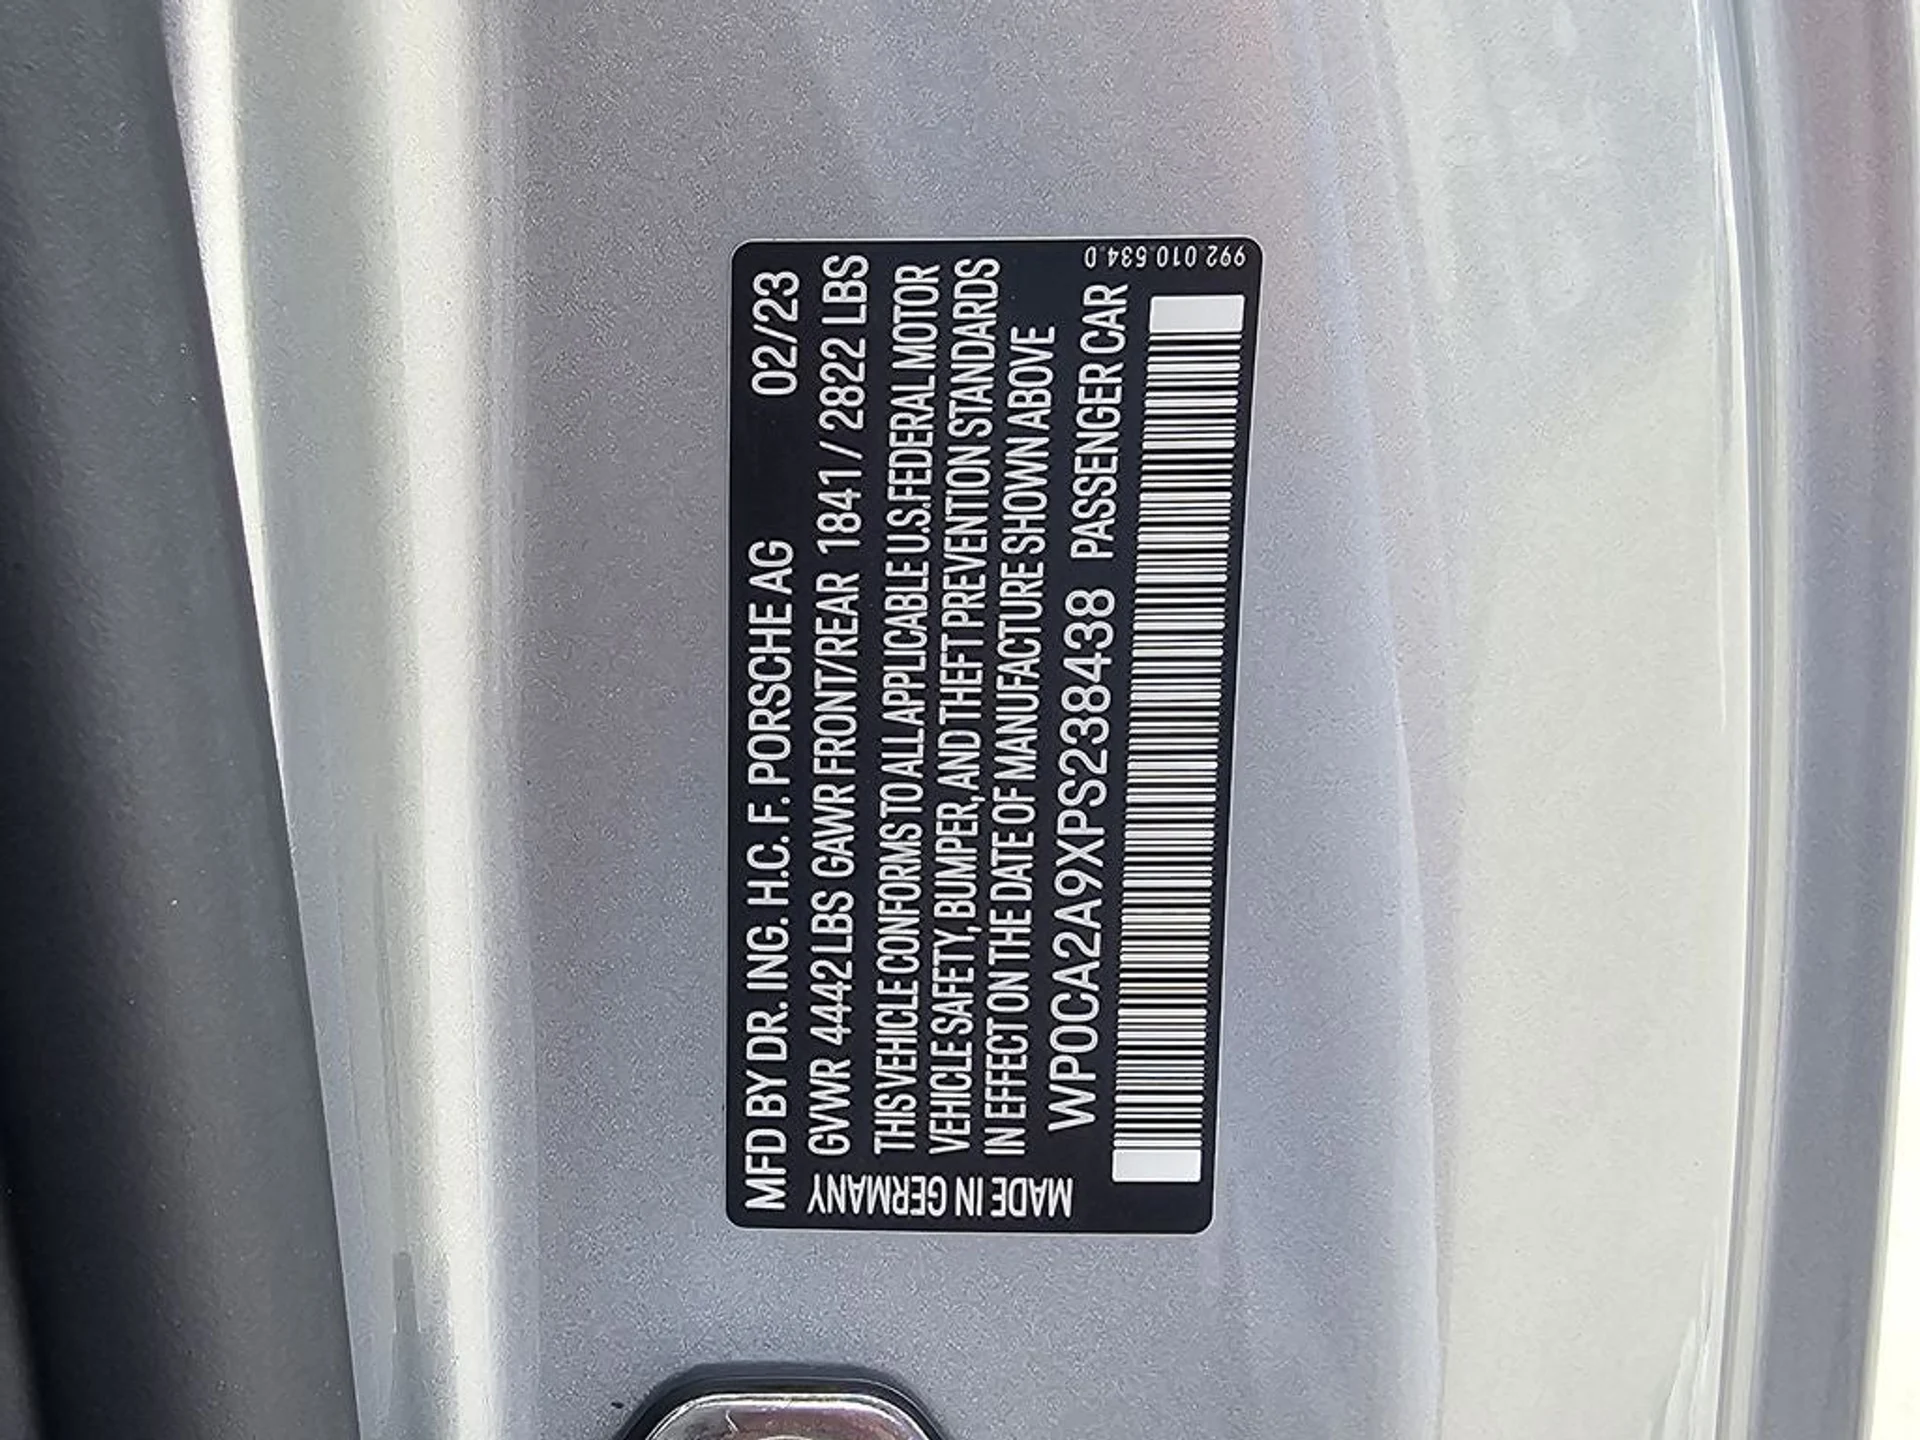 MFD BY DR. ING. H.C. F. PORSCHE AG 02/23
GVWR 4442 LBS GAWR FRONT/REAR 1841 / 2822 LBS
THIS VEHICLE CONFORMS TO ALL APPLICABLE U.S. FEDERAL MOTOR
VEHICLE SAFETY, BUMPER, AND THEFT PREVENTION STANDARDS
IN EFFECT ON THE DATE OF MANUFACTURE SHOWN ABOVE
WP0CA2A9XPS238438 PASSENGER CAR
MADE IN GERMANY
992.010.534.D